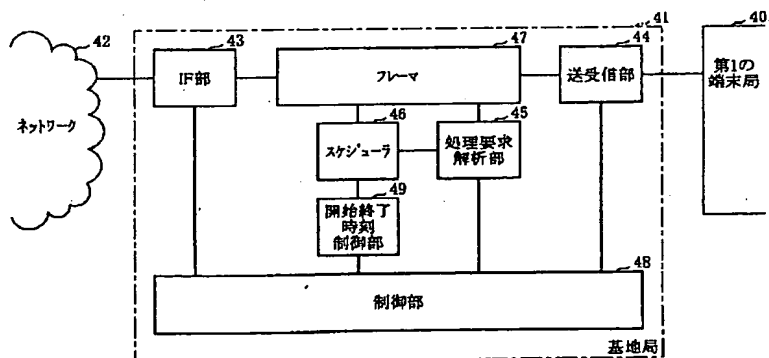 41
42
43
47
44
40
IF部
フレーマ
送受信部
第1の
端末局
ネットワーク
46
45
スケジューラ
処理要求
解析部
49
開始終了
時刻
制御部
48
制御部
基地局